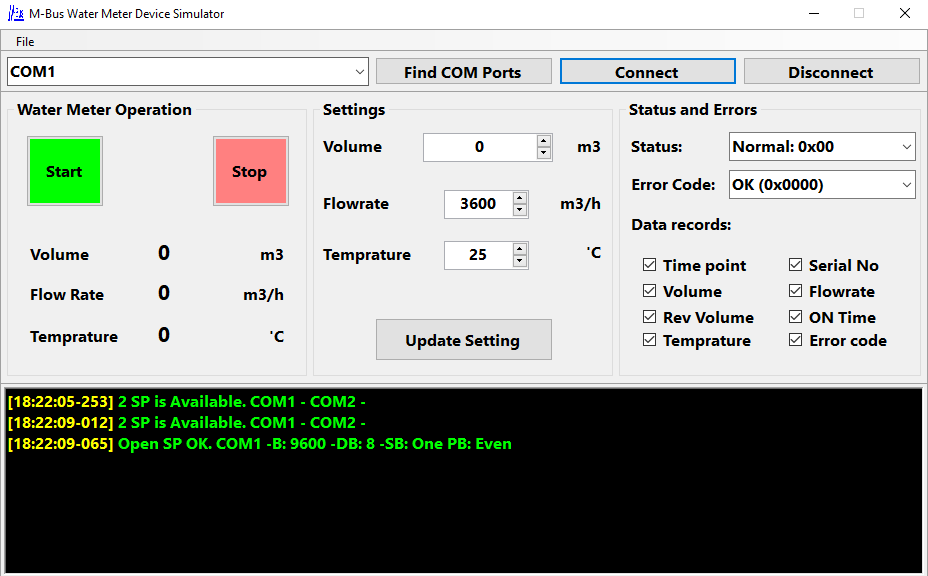 M-Bus Water Meter Device Simulator
File
COM1 Find COM Ports Connect Disconnect
Water Meter Operation
Start Stop
Volume 0 m3
Flow Rate 0 m3/h
Temprature 0 'C
Settings
Volume 0 m3
Flowrate 3600 m3/h
Temprature 25 'C
Update Setting
Status and Errors
Status: Normal: 0x00
Error Code: OK (0x0000)
Data records:
Time point Serial No
Volume Flowrate
Rev Volume ON Time
Temprature Error code
[18:22:05-253] 2 SP is Available. COM1 - COM2 -
[18:22:09-012] 2 SP is Available. COM1 - COM2 -
[18:22:09-065] Open SP OK. COM1 -B: 9600 -DB: 8 -SB: One PB: Even